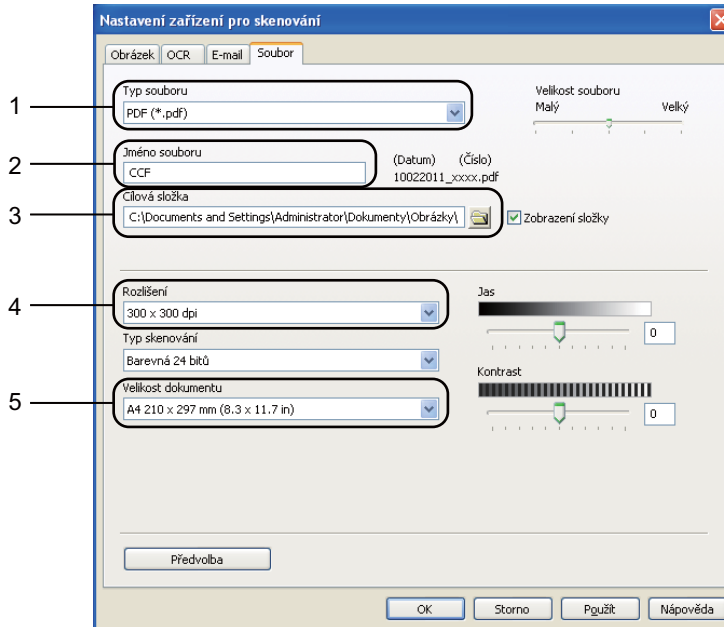 Nastavení zařízení pro skenování
Obrázek OCR E-mail Soubor
1
Typ souboru
PDF (*.pdf)
Velikost souboru
Malý Velký
2
Jméno souboru
CCF
(Datum) (Číslo)
10022011_xxxx.pdf
3
Cílová složka
C:\Documents and Settings\Administrator\Dokumenty\Obrázky\
Zobrazení složky
4
Rozlišení
300 x 300 dpi
Jas
0
Typ skenování
Barevná 24 bitů
Kontrast
0
5
Velikost dokumentu
A4 210 x 297 mm (8.3 x 11.7 in)
Předvolba
OK Storno Použít Nápověda